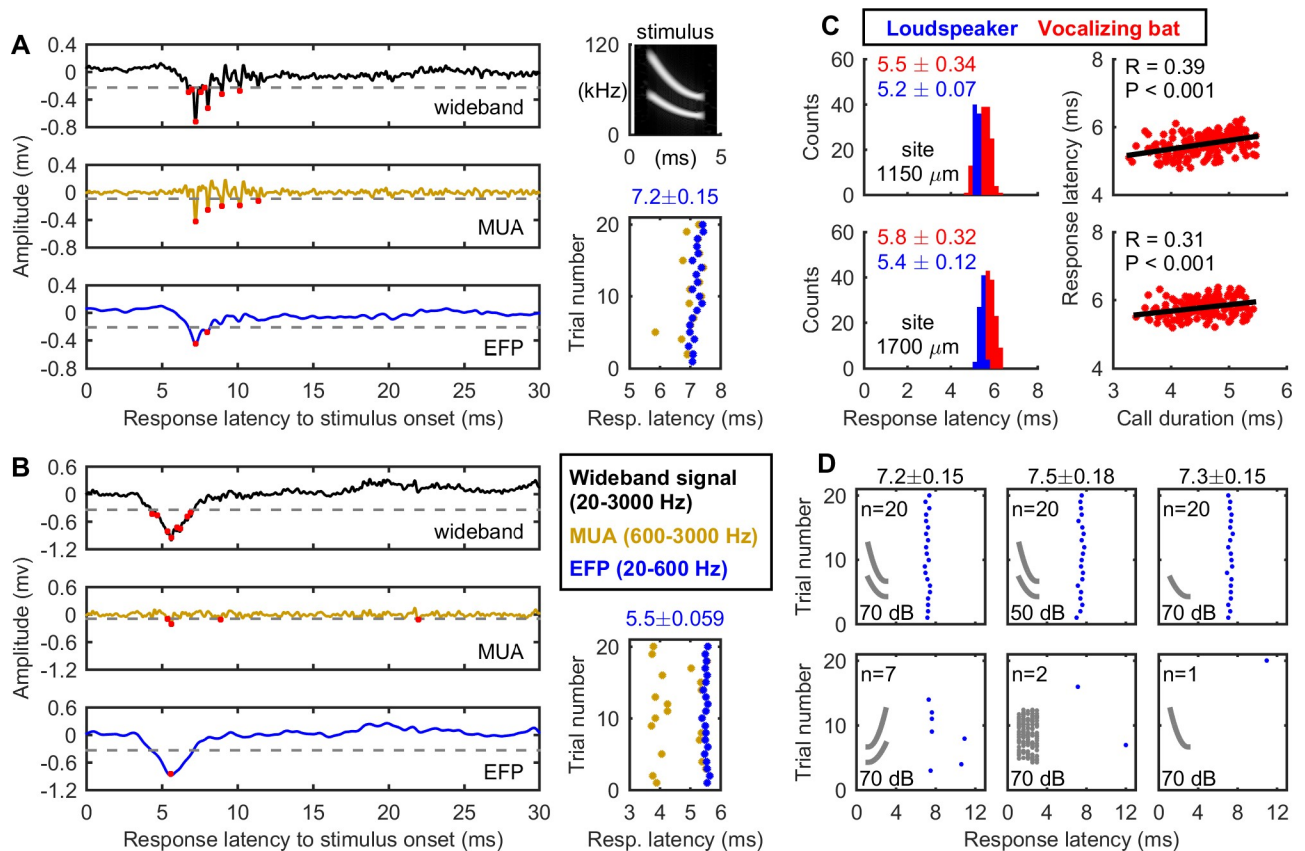 A
0.4
0
-0.4
-0.8
wideband
0.4
0
-0.4
-0.8
MUA
0.4
0
-0.4
-0.8
EFP
Amplitude (mv)
0 5 10 15 20 25 30
Response latency to stimulus onset (ms)
stimulus
120
60
0
(kHz)
0 5
(ms)
7.2±0.15
20
10
0
Trial number
5 6 7 8
Resp. latency (ms)
B
0.6
0
-0.6
-1.2
wideband
0.6
0
-0.6
-1.2
MUA
0.6
0
-0.6
-1.2
EFP
Amplitude (mv)
0 5 10 15 20 25 30
Response latency to stimulus onset (ms)
Wideband signal
(20-3000 Hz)
MUA (600-3000 Hz)
EFP (20-600 Hz)
5.5±0.059
20
10
0
Trial number
3 4 5 6
Resp. latency (ms)
C
Loudspeaker Vocalizing bat
60
40
20
0
Counts
5.5 ± 0.34
5.2 ± 0.07
site
1150 μm
0 2 4 6 8
R = 0.39
P < 0.001
8
6
4
60
40
20
0
Counts
5.8 ± 0.32
5.4 ± 0.12
site
1700 μm
0 2 4 6 8
Response latency (ms)
R = 0.31
P < 0.001
8
6
4
Response latency (ms)
3 4 5 6
Call duration (ms)
D
7.2±0.15 7.5±0.18 7.3±0.15
20
10
0
Trial number
n=20 n=20 n=20
70 dB 50 dB 70 dB
20
10
0
Trial number
n=7 n=2 n=1
70 dB 70 dB 70 dB
0 4 8 12 0 4 8 12 0 4 8 12
Response latency (ms)